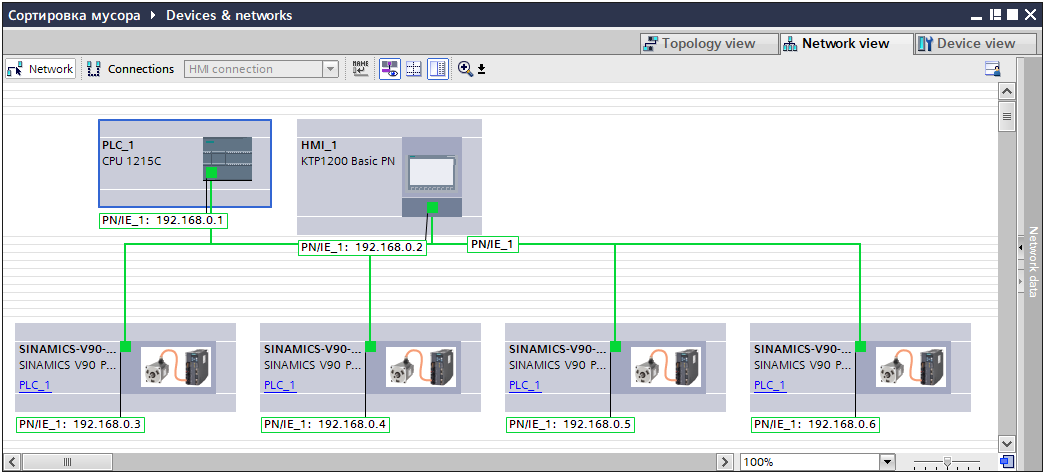 Сортировка мусора ▸ Devices & networks
Topology view
Network view
Device view
Network
Connections
HMI connection
NAME
PLC_1
CPU 1215C
HMI_1
KTP1200 Basic PN
PN/IE_1: 192.168.0.1
PN/IE_1: 192.168.0.2
PN/IE_1
SINAMICS-V90-...
SINAMICS V90 P...
PLC_1
PN/IE_1: 192.168.0.3
SINAMICS-V90-...
SINAMICS V90 P...
PLC_1
PN/IE_1: 192.168.0.4
SINAMICS-V90-...
SINAMICS V90 P...
PLC_1
PN/IE_1: 192.168.0.5
SINAMICS-V90-...
SINAMICS V90 P...
PLC_1
PN/IE_1: 192.168.0.6
Network data
100%